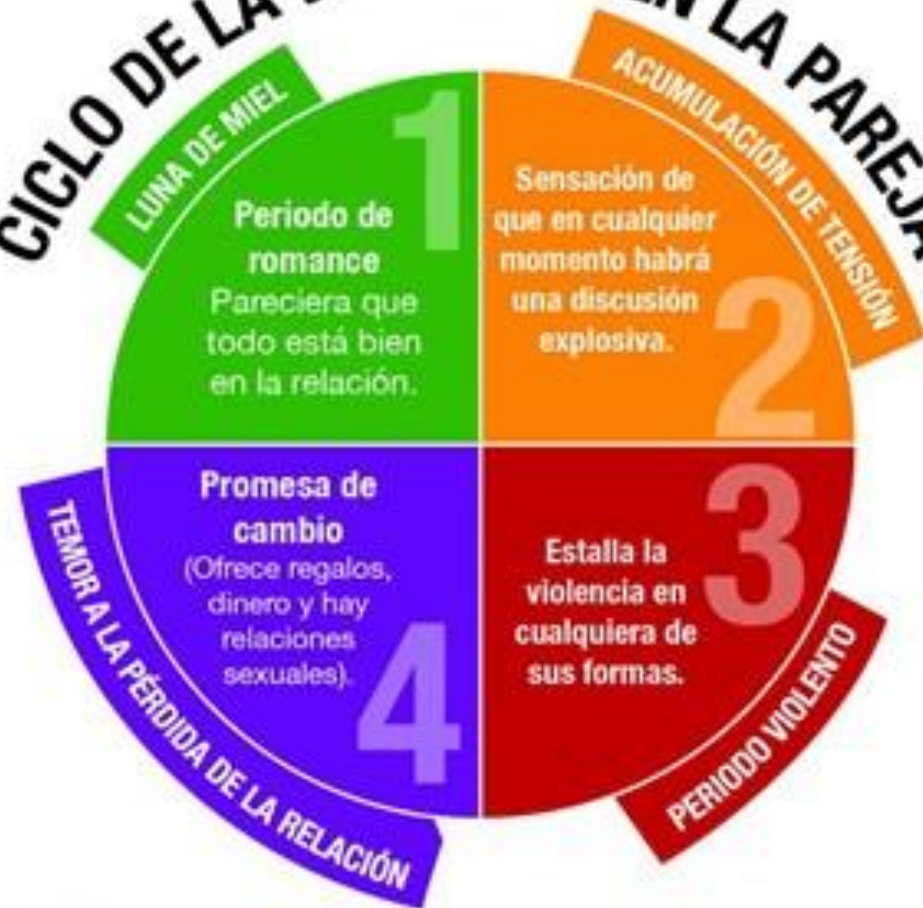 CICLO DE LA
EN LA PAREJA
LUNA DE MIEL
1
Periodo de
romance
Pareciera que
todo está bien
en la relación.
ACUMULACIÓN DE TENSIÓN
Sensación de
que en cualquier
momento habrá
una discusión
explosiva.
2
3
Estalla la
violencia en
cualquiera de
sus formas.
PERIODO VIOLENTO
Promesa de
cambio
(Ofrece regalos,
dinero y hay
relaciones
sexuales).
4
TEMOR A LA PÉRDIDA DE LA RELACIÓN